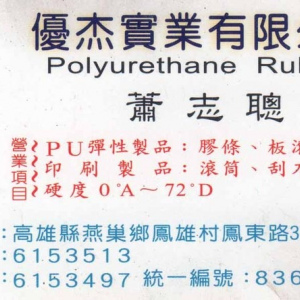 優杰實業有限
Polyurethane Ru
蕭志聰
營業項目
PU彈性製品：膠條、板
印刷製品：滾筒、刮
硬度0°A～72°D
：高雄縣燕巢鄉鳳雄村鳳東路3
：6153513
：6153497 統一編號：836